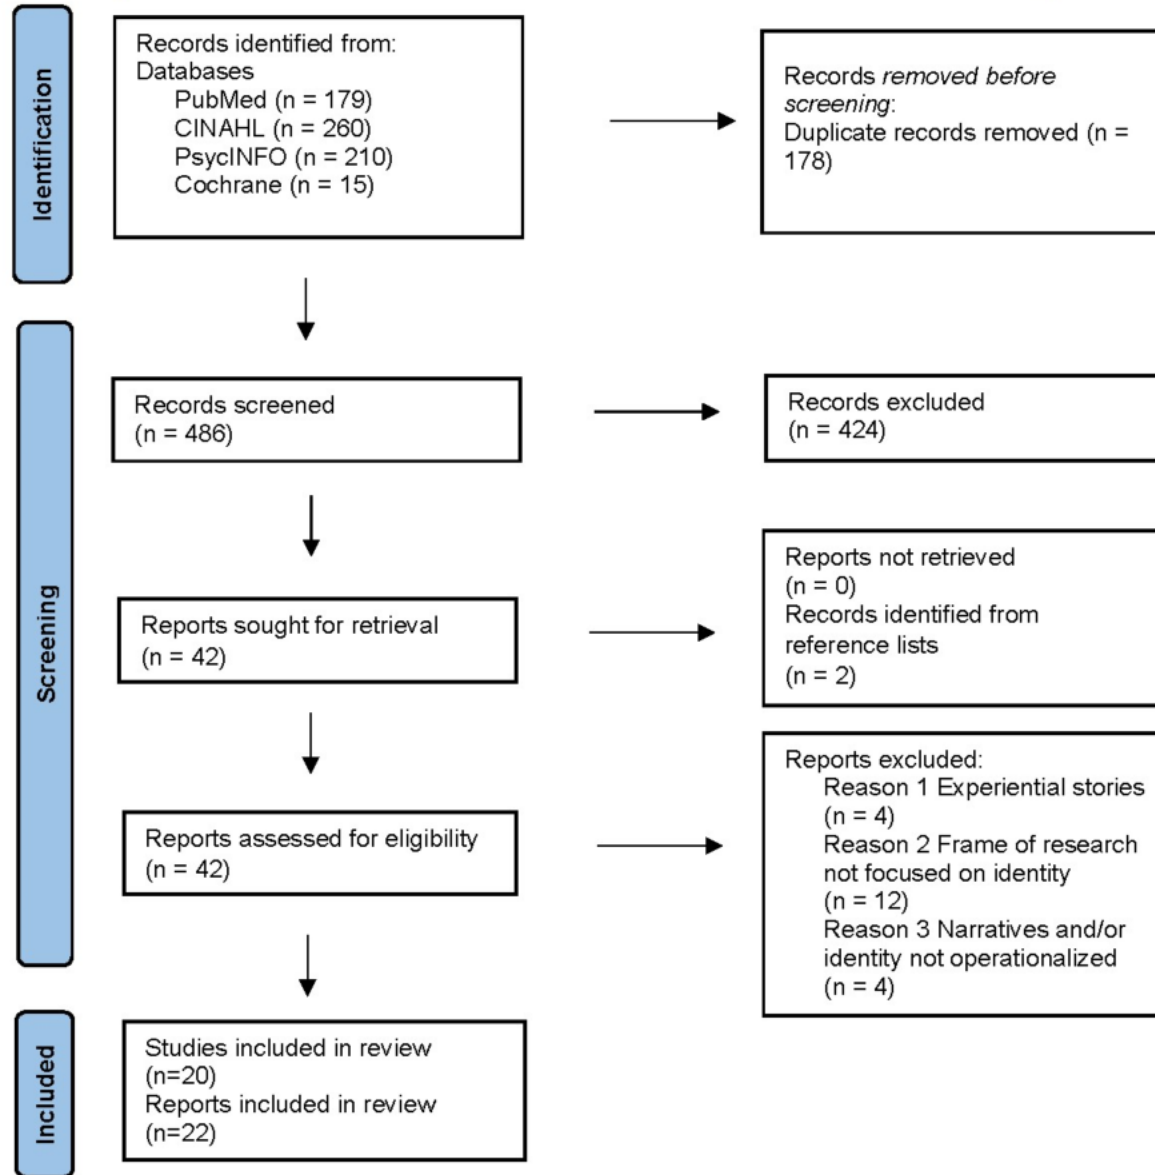 Identification
Records identified from:
Databases
PubMed (n = 179)
CINAHL (n = 260)
PsycINFO (n = 210)
Cochrane (n = 15)
Records removed before
screening:
Duplicate records removed (n =
178)
Screening
Records screened
(n = 486)
Records excluded
(n = 424)
Reports sought for retrieval
(n = 42)
Reports not retrieved
(n = 0)
Records identified from
reference lists
(n = 2)
Reports assessed for eligibility
(n = 42)
Reports excluded:
Reason 1 Experiential stories
(n = 4)
Reason 2 Frame of research
not focused on identity
(n = 12)
Reason 3 Narratives and/or
identity not operationalized
(n = 4)
Included
Studies included in review
(n=20)
Reports included in review
(n=22)